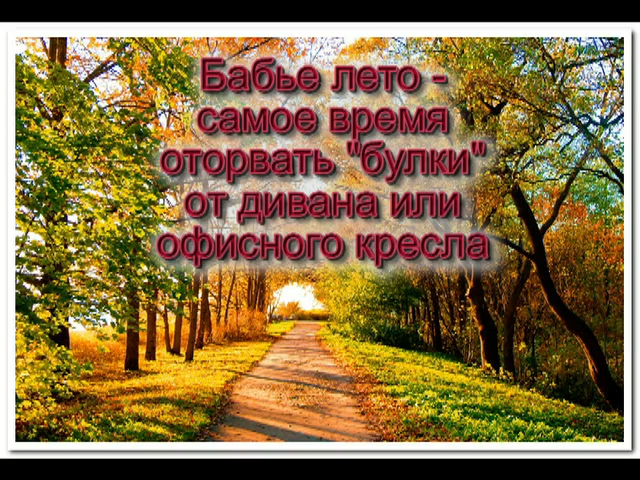 Бабье лето -
самое время
оторвать "булки"
от дивана или
офисного кресла